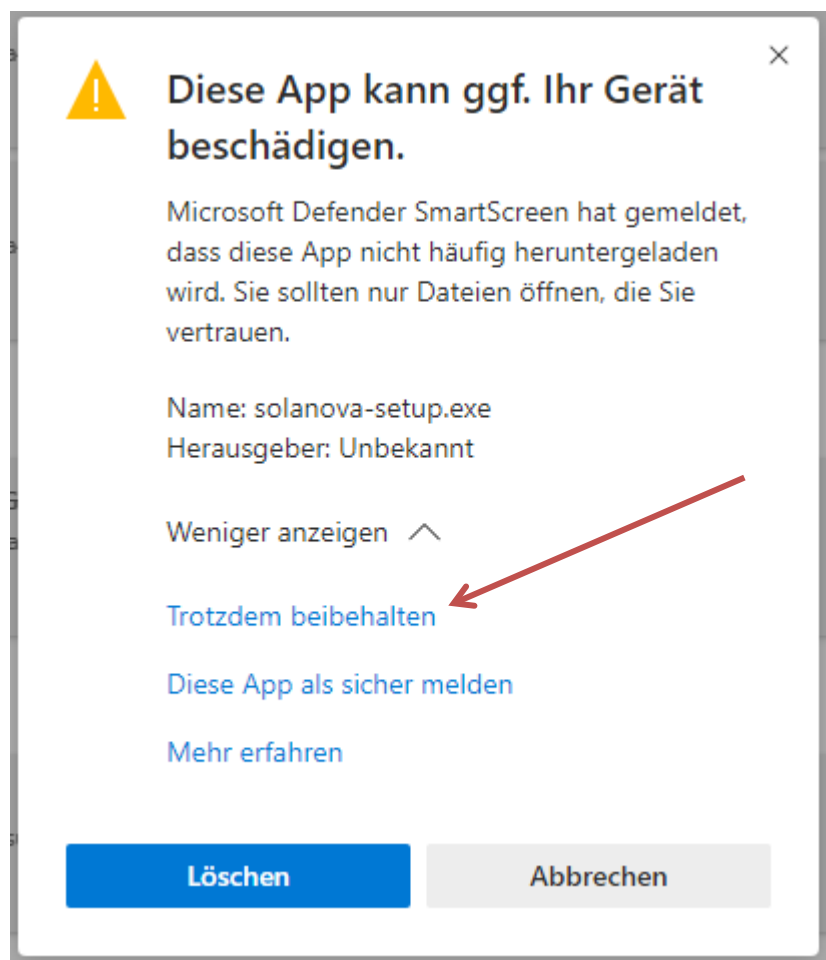 Diese App kann ggf. Ihr Gerät
beschädigen.
Microsoft Defender SmartScreen hat gemeldet,
dass diese App nicht häufig heruntergeladen
wird. Sie sollten nur Dateien öffnen, die Sie
vertrauen.
Name: solanova-setup.exe
Herausgeber: Unbekannt
Weniger anzeigen
Trotzdem beibehalten
Diese App als sicher melden
Mehr erfahren
Löschen
Abbrechen